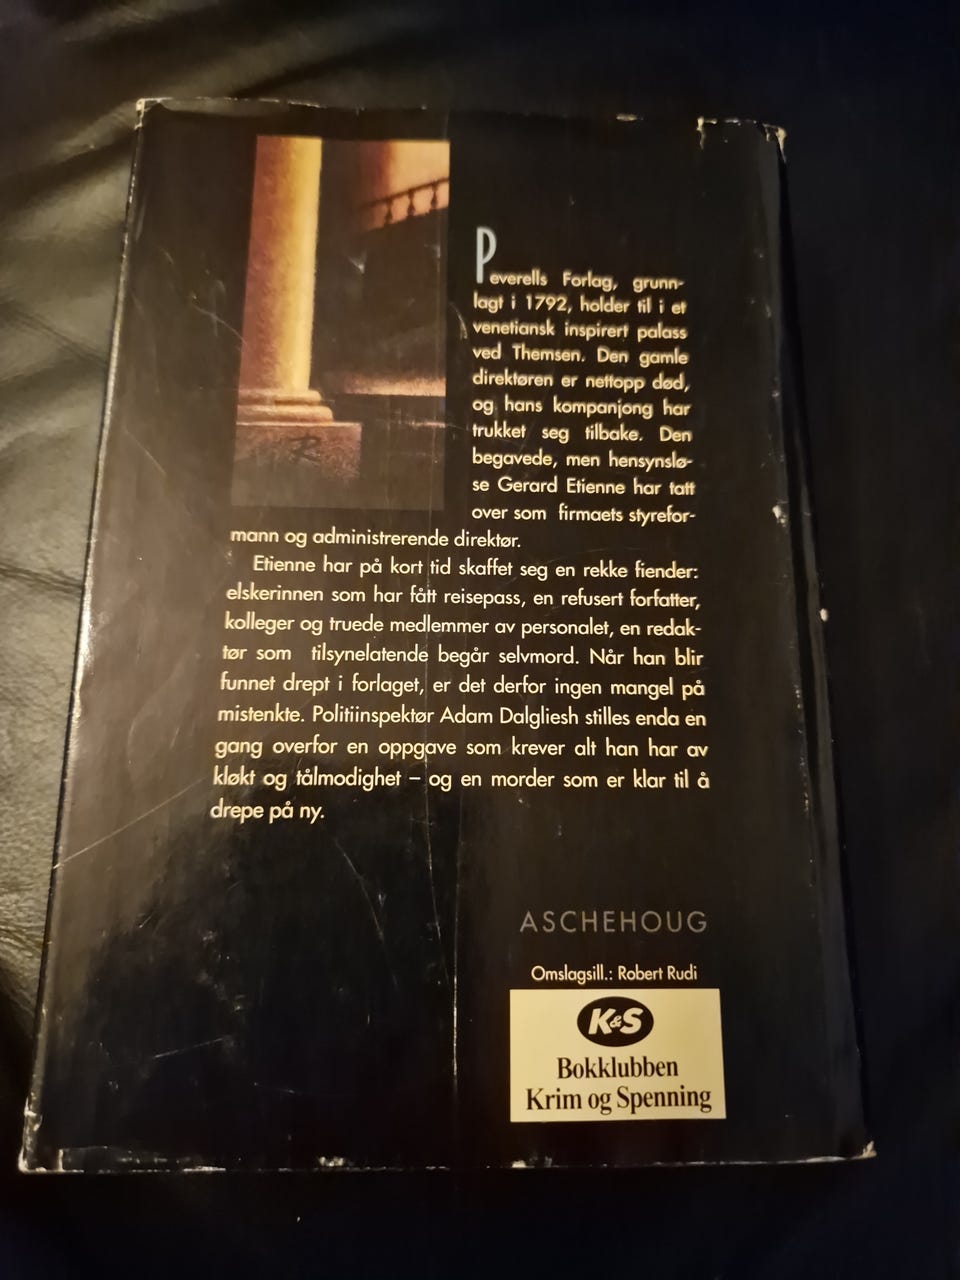 Peverells Forlag, grunn-
lagt i 1792, holder til i et
venetiansk inspirert palass
ved Themsen. Den gamle
direktøren er nettopp død,
og hans kompanjong har
trukket seg tilbake. Den
begavede, men hensynslø-
se Gerard Etienne har tatt
over som firmaets styrefor-
mann og administrerende direktør.
Etienne har på kort tid skaffet seg en rekke fiender:
elskerinnen som har fått reisepass, en refusert forfatter,
kolleger og truede medlemmer av personalet, en redak-
tør som tilsynelatende begår selvmord. Når han blir
funnet drept i forlaget, er det derfor ingen mangel på
mistenkte. Politiinspektør Adam Dalgliesh stilles enda en
gang overfor en oppgave som krever alt han har av
kløkt og tålmodighet – og en morder som er klar til å
drepe på ny.
ASCHEHOUG
Omslagsill.: Robert Rudi
K&S
Bokklubben
Krim og Spenning